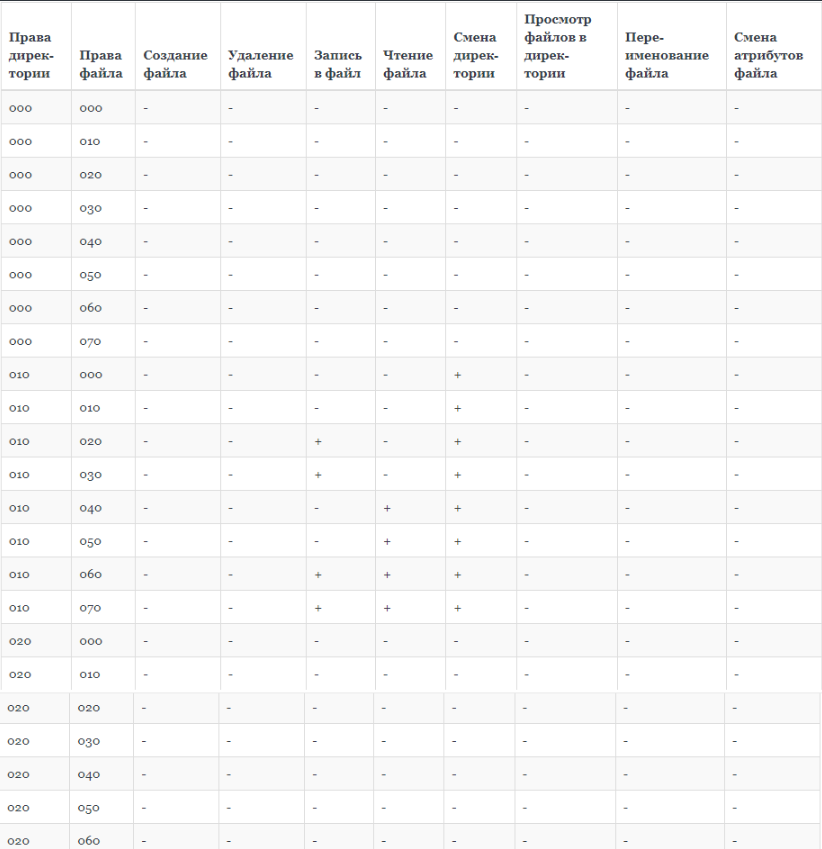 Права дирек- тории | Права файла | Создание файла | Удаление файла | Запись в файл | Чтение файла | Смена дирек- тории | Просмотр файлов в дирек- тории | Пере- именование файла | Смена атрибутов файла
000 | 000 | - | - | - | - | - | - | - | -
000 | 010 | - | - | - | - | - | - | - | -
000 | 020 | - | - | - | - | - | - | - | -
000 | 030 | - | - | - | - | - | - | - | -
000 | 040 | - | - | - | - | - | - | - | -
000 | 050 | - | - | - | - | - | - | - | -
000 | 060 | - | - | - | - | - | - | - | -
000 | 070 | - | - | - | - | - | - | - | -
010 | 000 | - | - | - | - | + | - | - | -
010 | 010 | - | - | - | - | + | - | - | -
010 | 020 | - | - | + | - | + | - | - | -
010 | 030 | - | - | + | - | + | - | - | -
010 | 040 | - | - | - | + | + | - | - | -
010 | 050 | - | - | - | + | + | - | - | -
010 | 060 | - | - | + | + | + | - | - | -
010 | 070 | - | - | + | + | + | - | - | -
020 | 000 | - | - | - | - | - | - | - | -
020 | 010 | - | - | - | - | - | - | - | -
020 | 020 | - | - | - | - | - | - | - | -
020 | 030 | - | - | - | - | - | - | - | -
020 | 040 | - | - | - | - | - | - | - | -
020 | 050 | - | - | - | - | - | - | - | -
020 | 060 | - | - | - | - | - | - | - | -